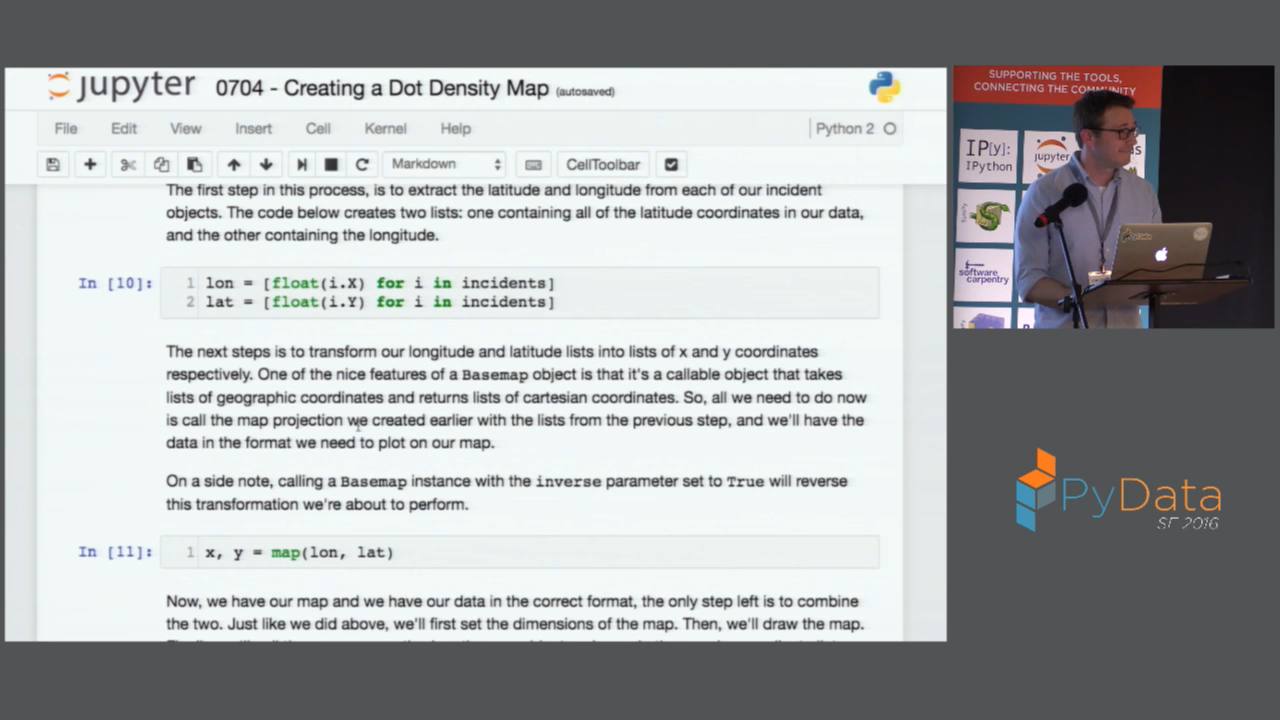 jupyter 0704 - Creating a Dot Density Map (autosaved)
File Edit View Insert Cell Kernel Help Python 2
Markdown CellToolbar
The first step in this process, is to extract the latitude and longitude from each of our incident
objects. The code below creates two lists: one containing all of the latitude coordinates in our data,
and the other containing the longitude.
In [10]: 1 lon = [float(i.X) for i in incidents]
2 lat = [float(i.Y) for i in incidents]
The next steps is to transform our longitude and latitude lists into lists of x and y coordinates
respectively. One of the nice features of a Basemap object is that it's a callable object that takes
lists of geographic coordinates and returns lists of cartesian coordinates. So, all we need to do now
is call the map projection we created earlier with the lists from the previous step, and we'll have the
data in the format we need to plot on our map.
On a side note, calling a Basemap instance with the inverse parameter set to True will reverse
this transformation we're about to perform.
In [11]: 1 x, y = map(lon, lat)
Now, we have our map and we have our data in the correct format, the only step left is to combine
the two. Just like we did above, we'll first set the dimensions of the map. Then, we'll draw the map.
SUPPORTING THE TOOLS,
CONNECTING THE COMMUNITY
IP[y]:
IPython
jupyter
software
carpentry
PyData
PyData
SF 2016